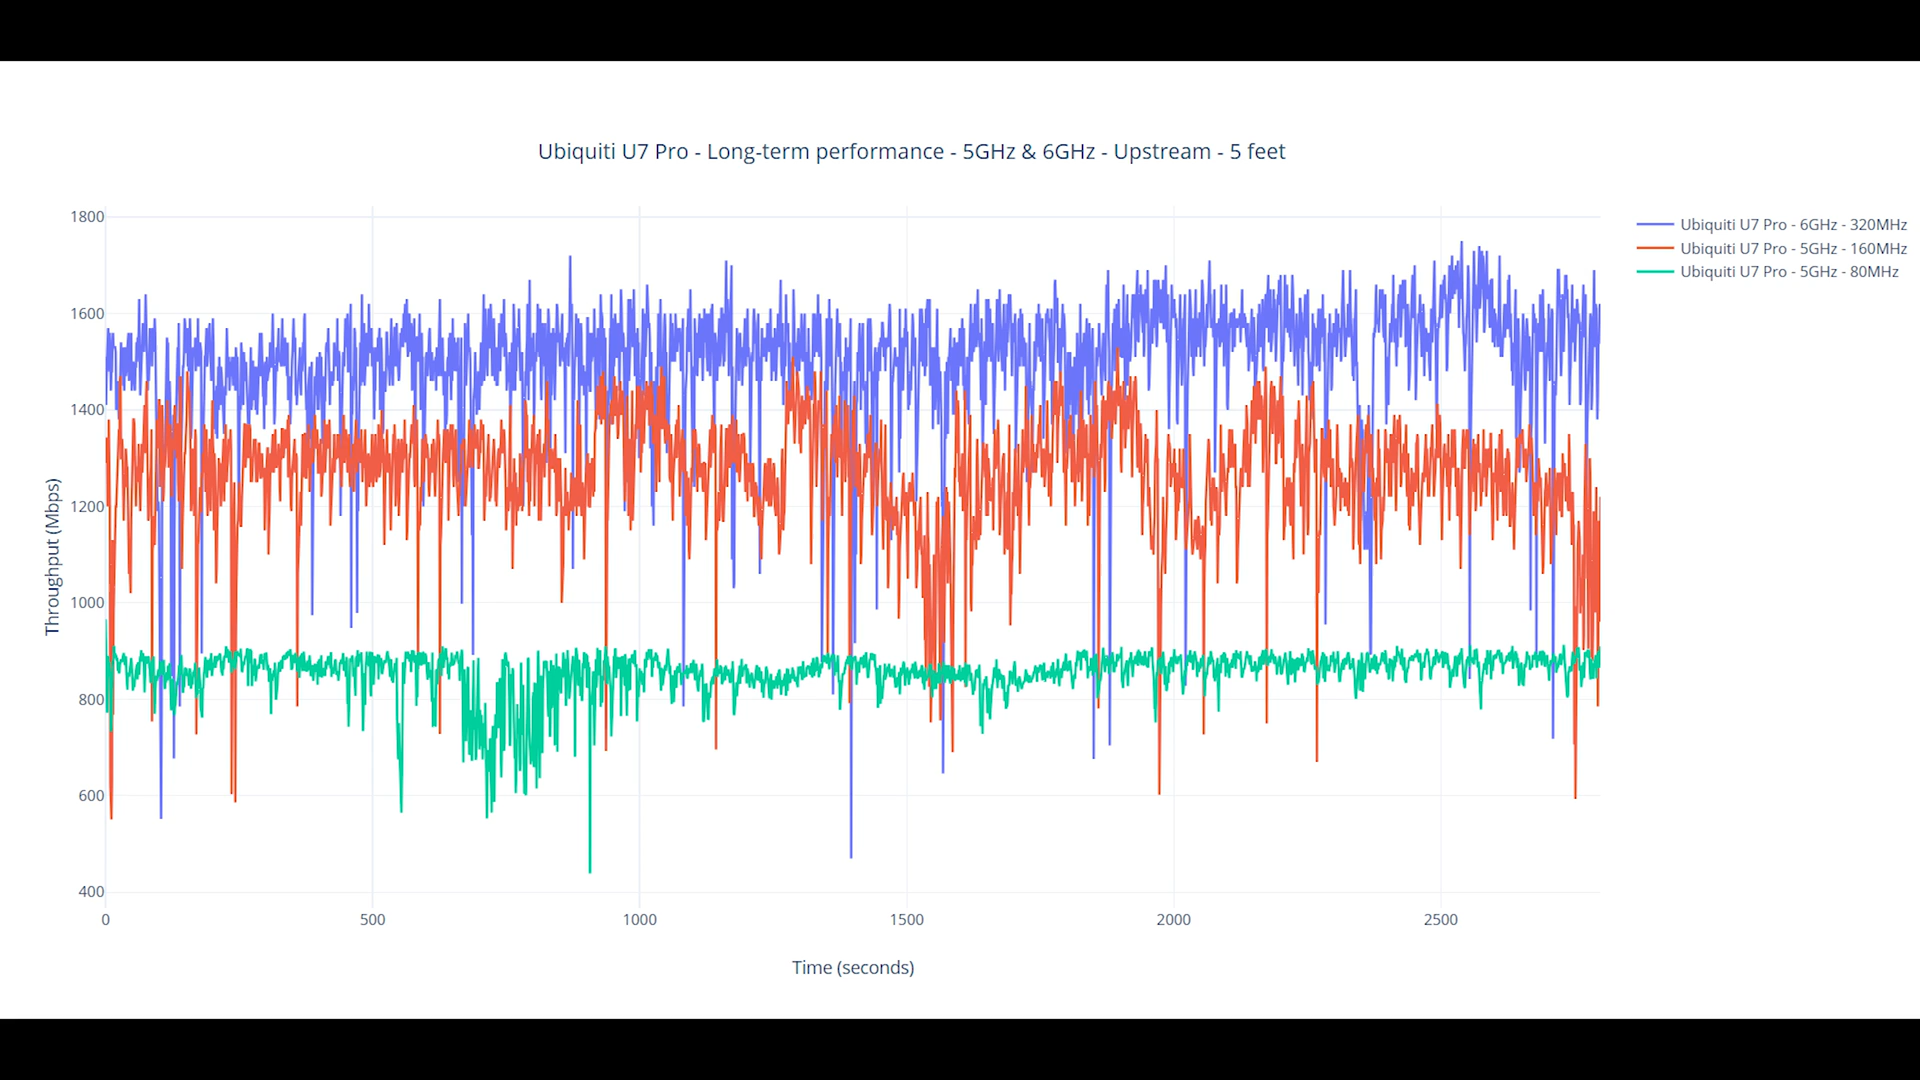 Ubiquiti U7 Pro - Long-term performance - 5GHz & 6GHz - Upstream - 5 feet
Ubiquiti U7 Pro - 6GHz - 320MHz
Ubiquiti U7 Pro - 5GHz - 160MHz
Ubiquiti U7 Pro - 5GHz - 80MHz
Throughput (Mbps)
1800
1600
1400
1200
1000
800
600
400
0 500 1000 1500 2000 2500
Time (seconds)